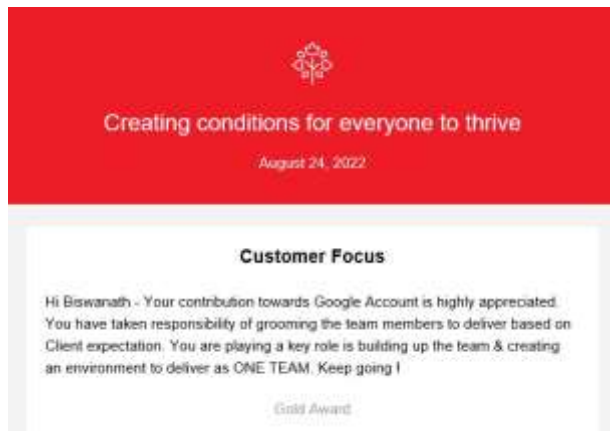 Creating conditions for everyone to thrive
August 24, 2022
Customer Focus
Hi Biswanath - Your contribution towards Google Account is highly appreciated.
You have taken responsibility of grooming the team members to deliver based on
Client expectation. You are playing a key role is building up the team & creating
an environment to deliver as ONE TEAM. Keep going !
Gold Award